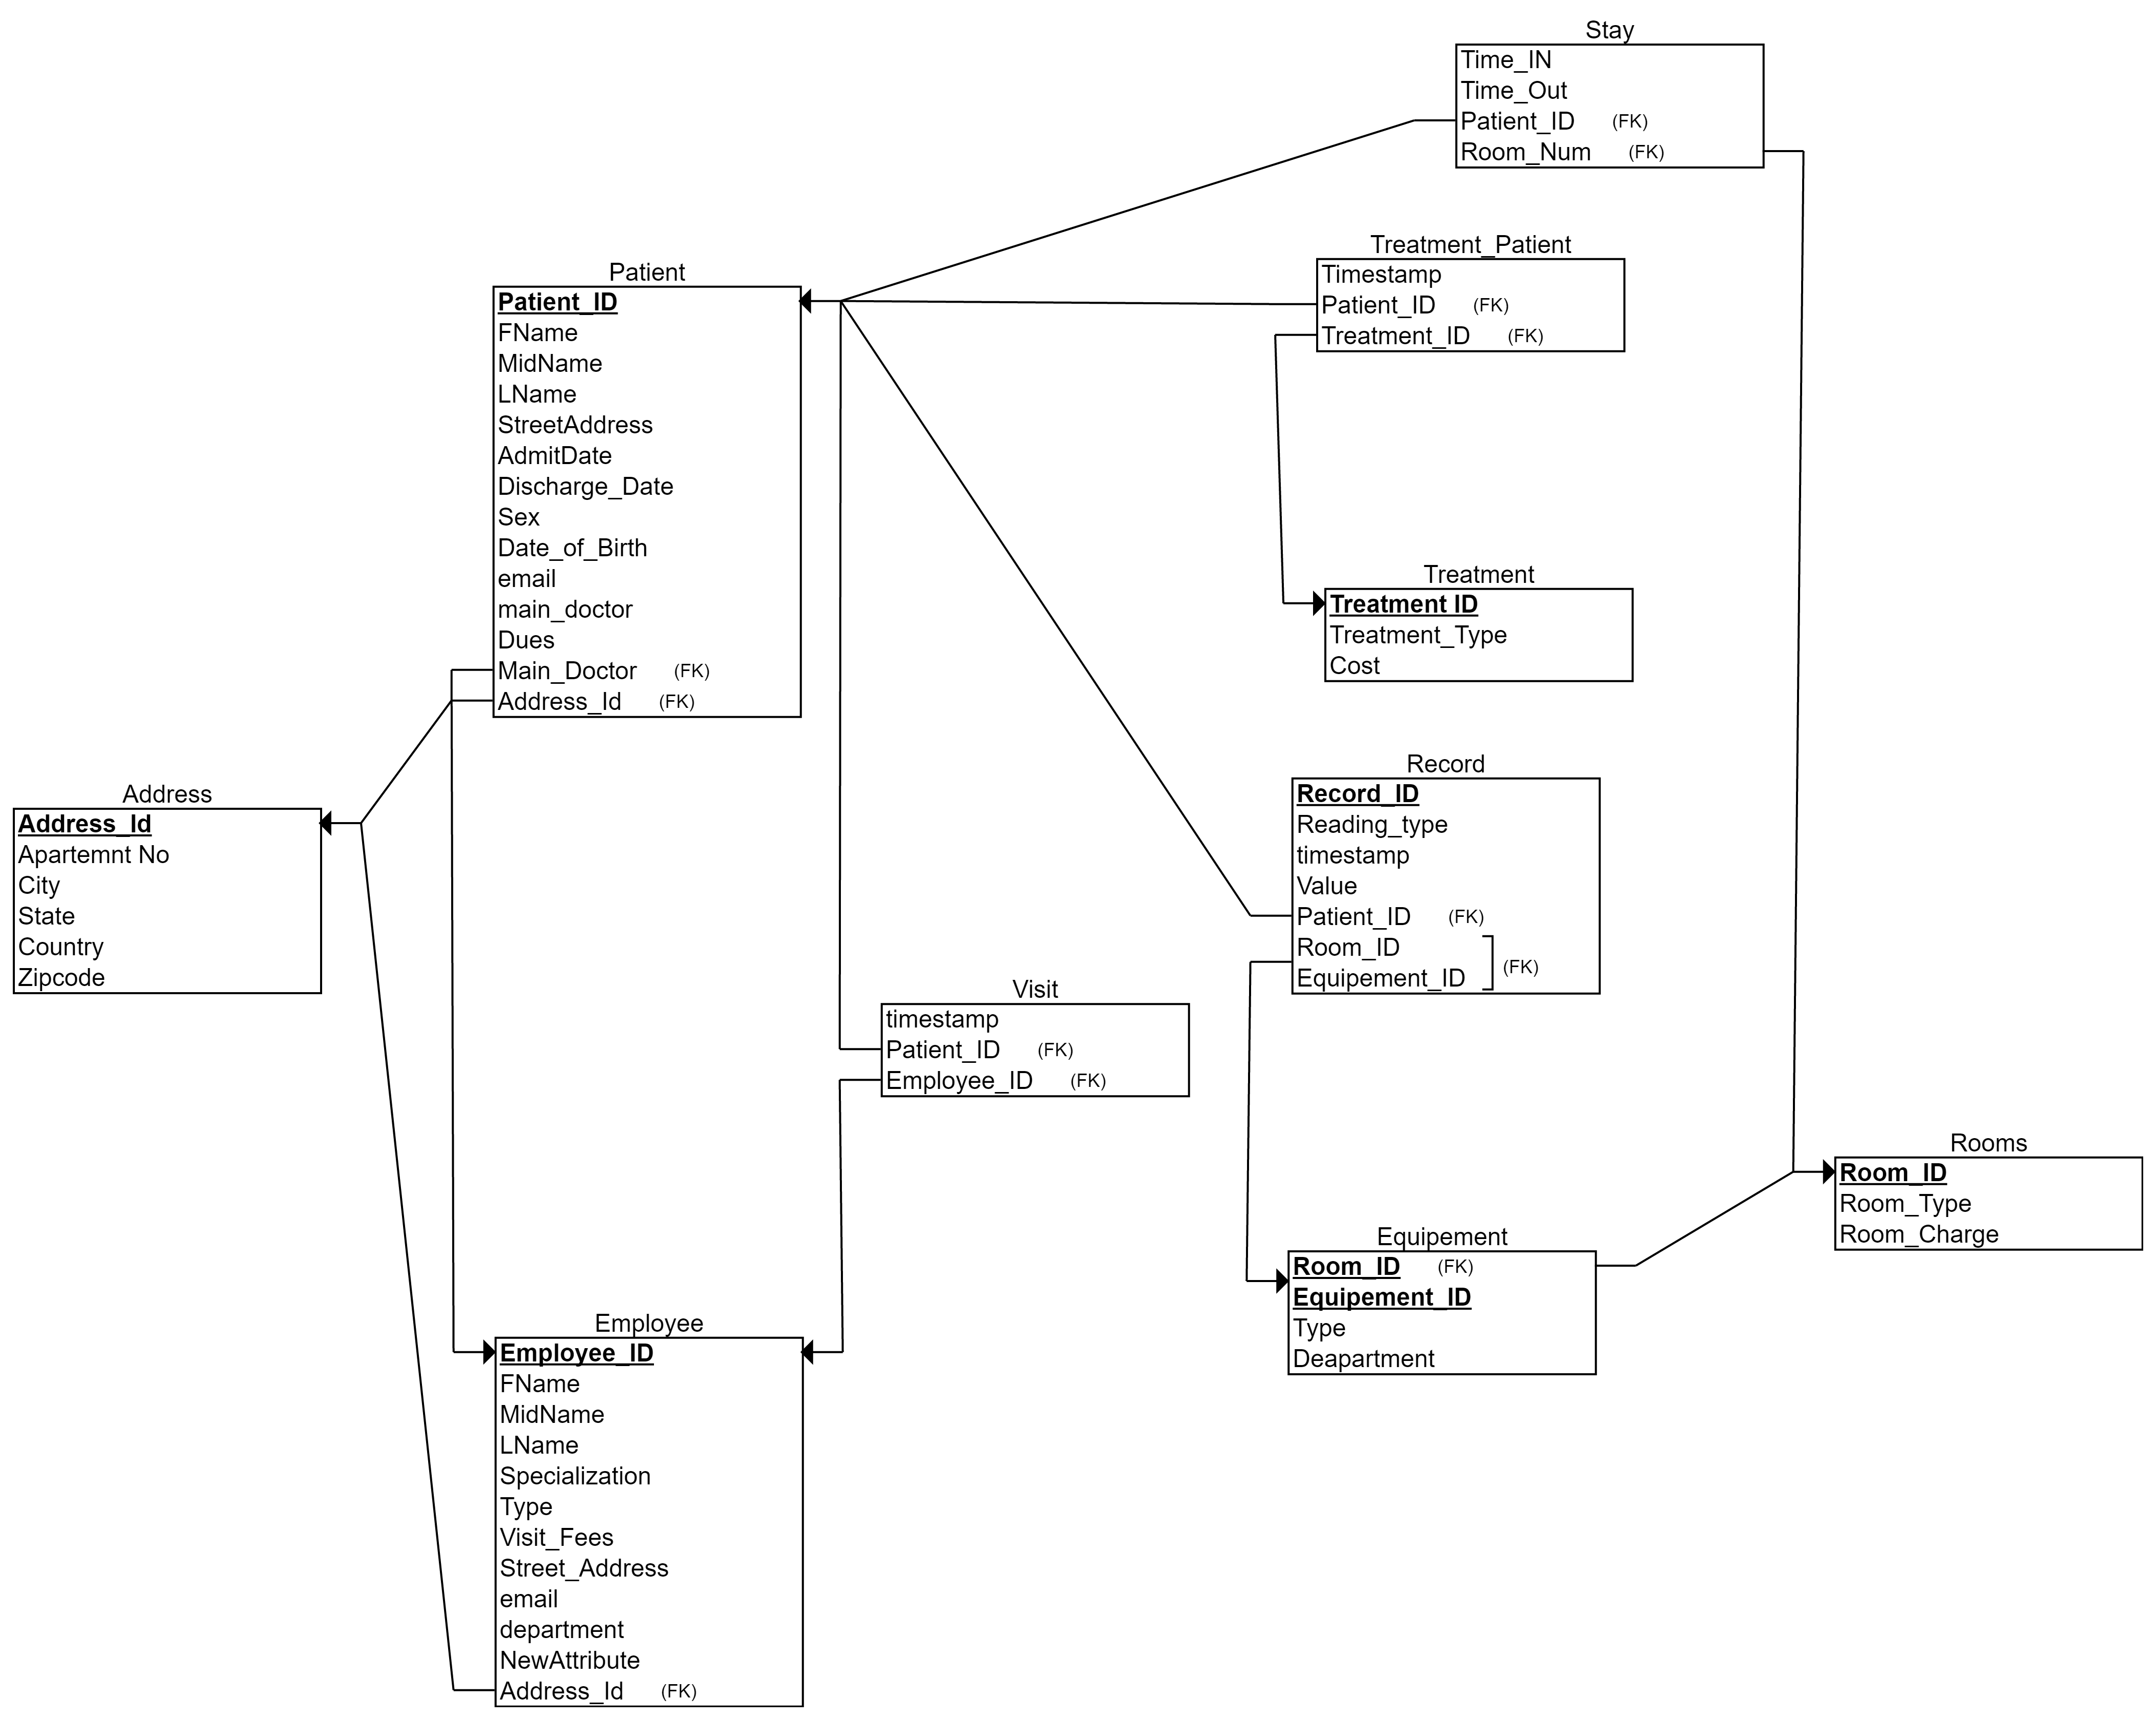 Stay
Time_IN
Time_Out
Patient_ID (FK)
Room_Num (FK)
Treatment_Patient
Timestamp
Patient_ID (FK)
Treatment_ID (FK)
Patient
Patient_ID
FName
MidName
LName
StreetAddress
AdmitDate
Discharge_Date
Sex
Date_of_Birth
email
main_doctor
Dues
Main_Doctor (FK)
Address_Id (FK)
Treatment
Treatment ID
Treatment_Type
Cost
Record
Record_ID
Reading_type
timestamp
Value
Patient_ID (FK)
Room_ID
Equipement_ID
(FK)
Address
Address_Id
Apartemnt No
City
State
Country
Zipcode
Visit
timestamp
Patient_ID (FK)
Employee_ID (FK)
Rooms
Room_ID
Room_Type
Room_Charge
Equipement
Room_ID (FK)
Equipement_ID
Type
Deapartment
Employee
Employee_ID
FName
MidName
LName
Specialization
Type
Visit_Fees
Street_Address
email
department
NewAttribute
Address_Id (FK)